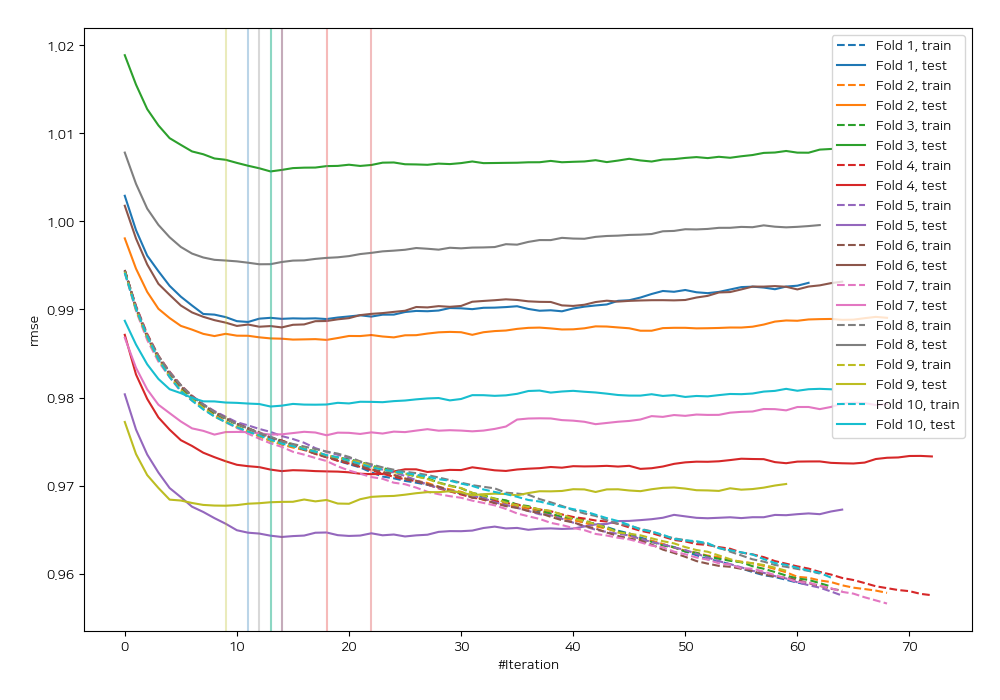 1,02
1,01
1,00
0,99
0,98
0,97
0,96
rmse
0
10
20
30
40
50
60
70
#Iteration
Fold 1, train
Fold 1, test
Fold 2, train
Fold 2, test
Fold 3, train
Fold 3, test
Fold 4, train
Fold 4, test
Fold 5, train
Fold 5, test
Fold 6, train
Fold 6, test
Fold 7, train
Fold 7, test
Fold 8, train
Fold 8, test
Fold 9, train
Fold 9, test
Fold 10, train
Fold 10, test